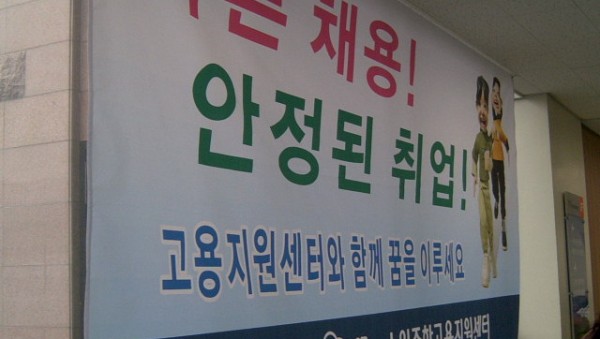 채용!
안정된 취업!
고용지원센터와 함께 꿈을 이루세요